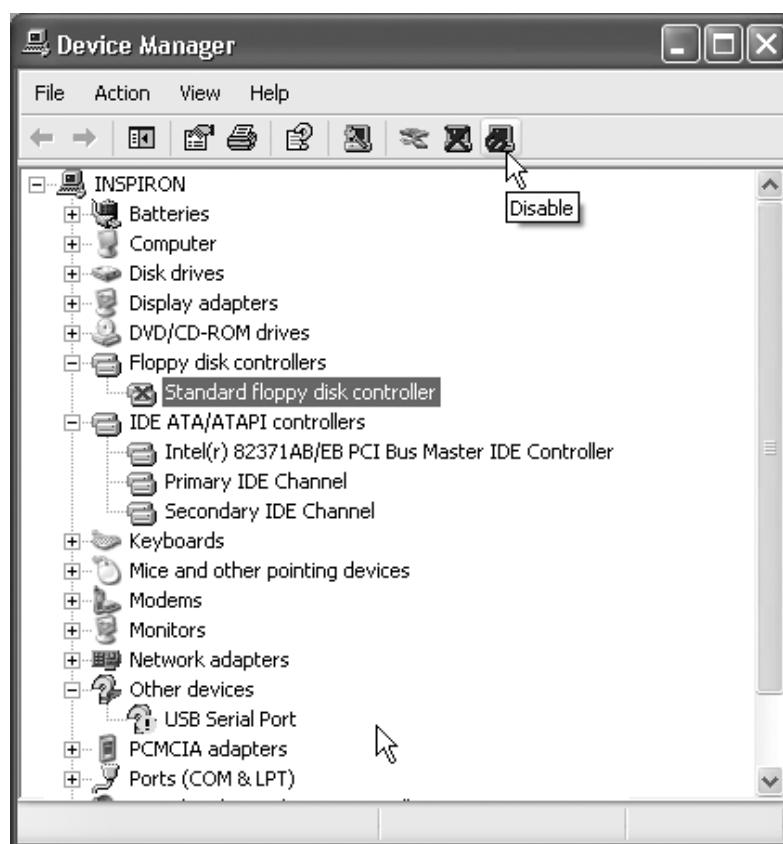 Device Manager
File Action View Help
INSPIRON
Disable
Batteries
Computer
Disk drives
Display adapters
DVD/CD-ROM drives
Floppy disk controllers
Standard floppy disk controller
IDE ATA/ATAPI controllers
Intel(r) 82371AB/EB PCI Bus Master IDE Controller
Primary IDE Channel
Secondary IDE Channel
Keyboards
Mice and other pointing devices
Modems
Monitors
Network adapters
Other devices
USB Serial Port
PCMCIA adapters
Ports (COM & LPT)